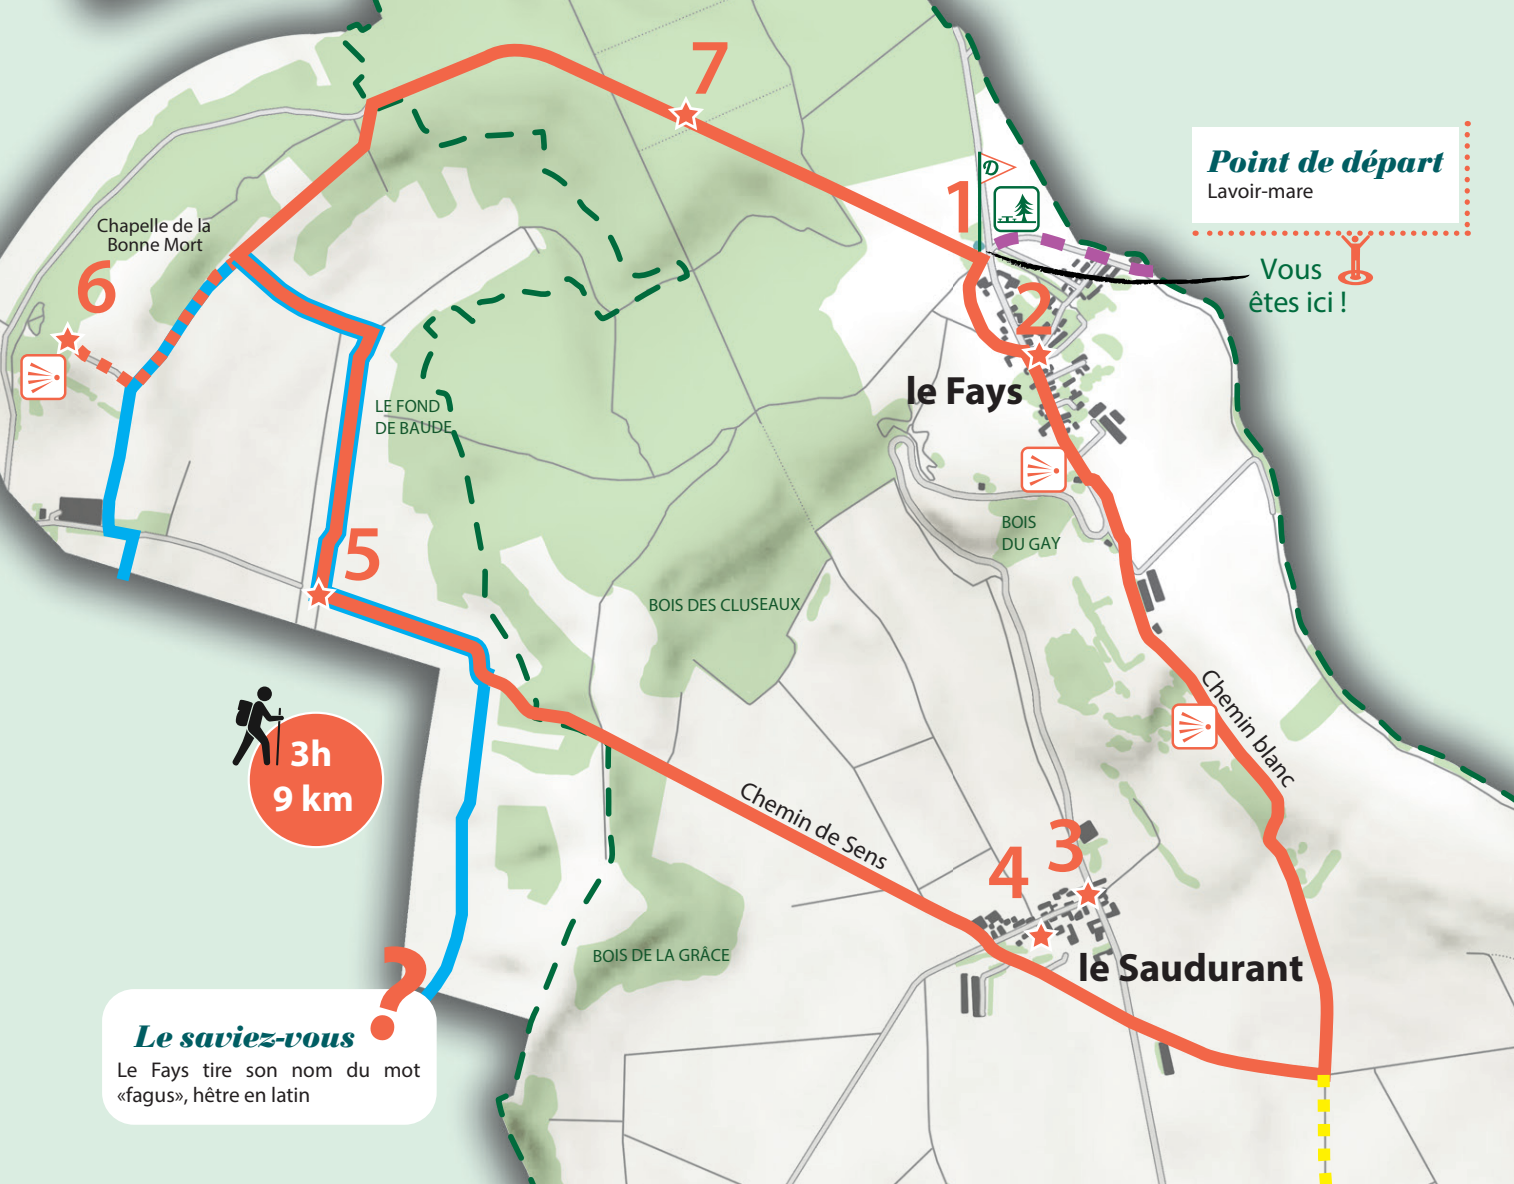 7
Point de départ
Lavoir-mare
D
1
Vous
êtes ici !
Chapelle de la
Bonne Mort
6
2
le Fays
LE FOND
DE BAUDE
5
BOIS
DU GAY
BOIS DES CLUSEAUX
Chemin blanc
3h
9 km
Chemin de Sens
3
4
BOIS DE LA GRÂCE
le Saudurant
?
Le saviez-vous
Le Fays tire son nom du mot
«fagus», hêtre en latin